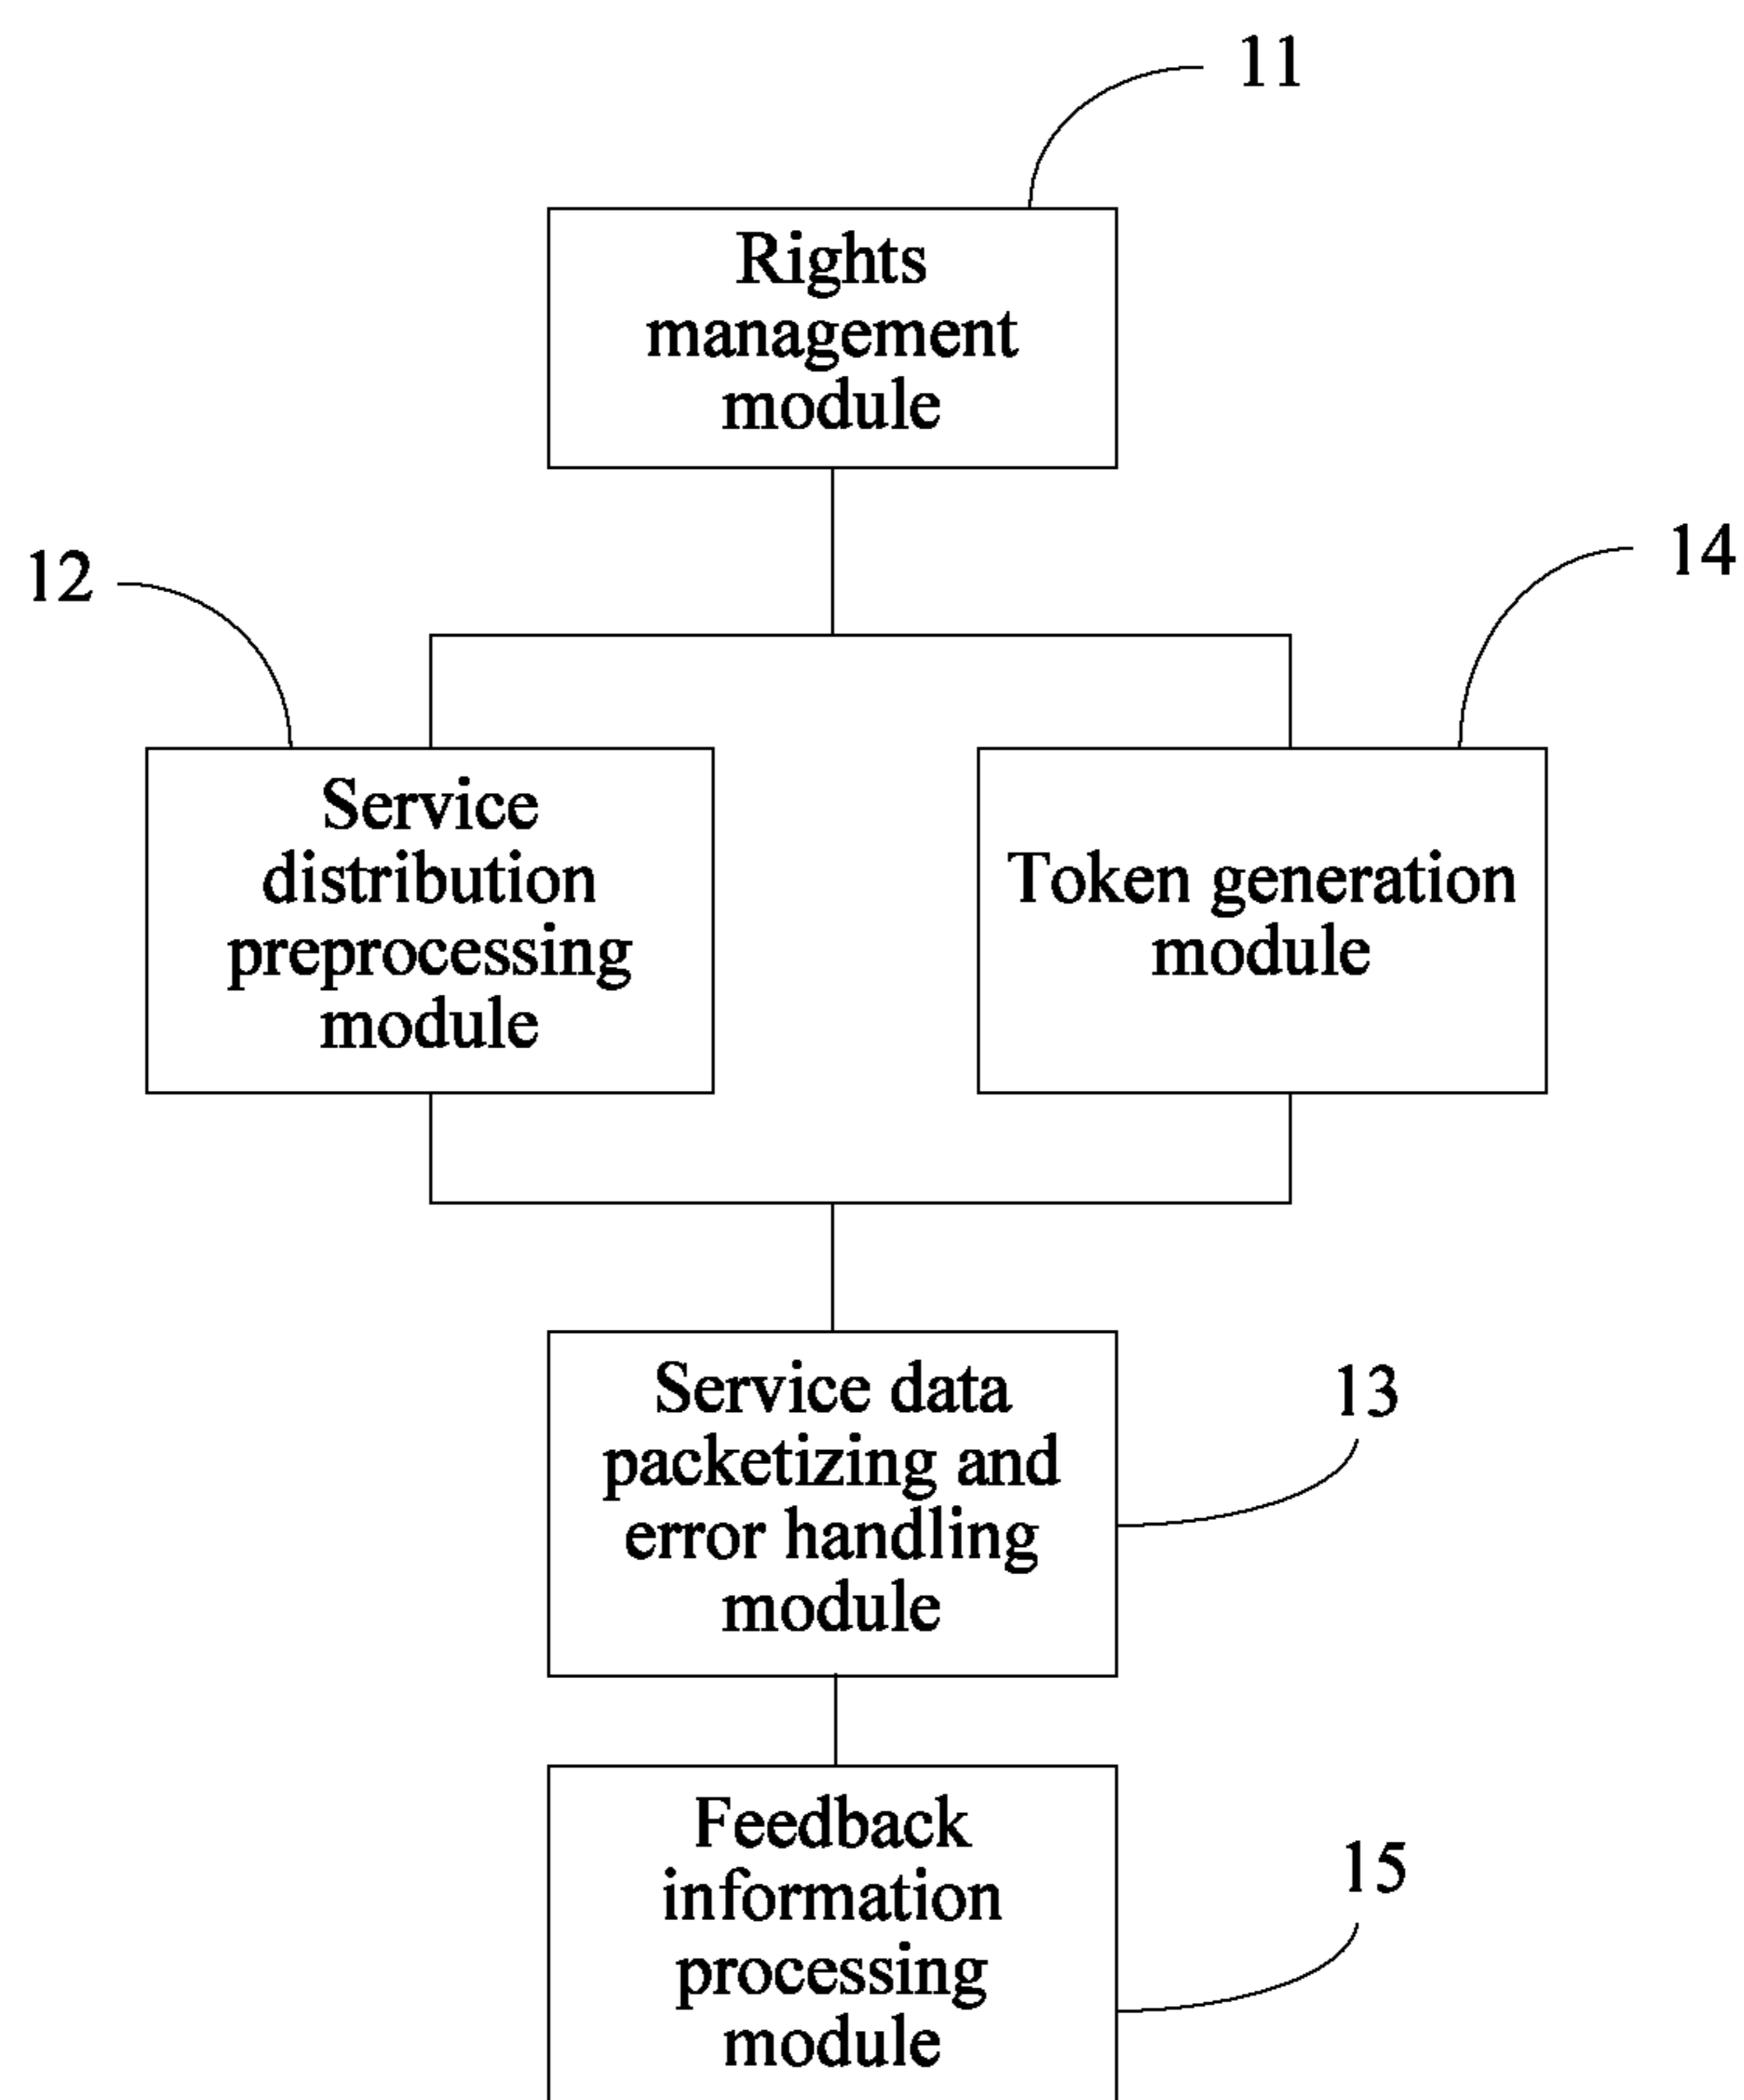 11
Rights
management
module
12
14
Service
distribution
preprocessing
module
Token generation
module
Service data
packetizing and
error handling
module
13
Feedback
information
processing
module
15